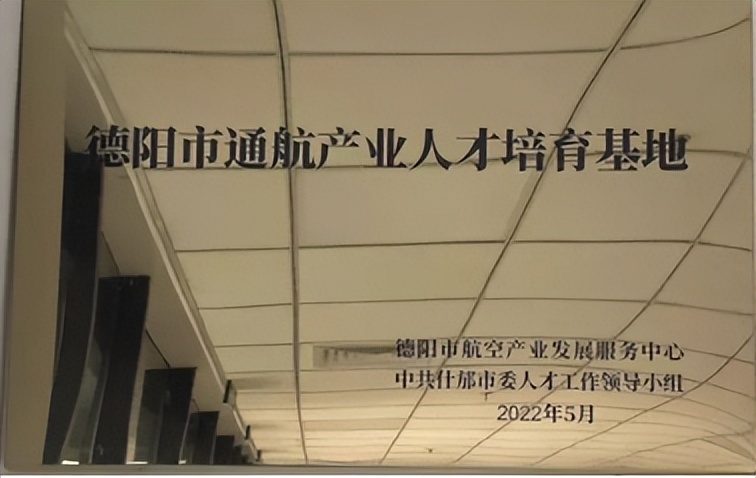 德阳市通航产业人才培育基地
德阳市航空产业发展服务中心
中共什邡市委人才工作领导小组
2022年5月